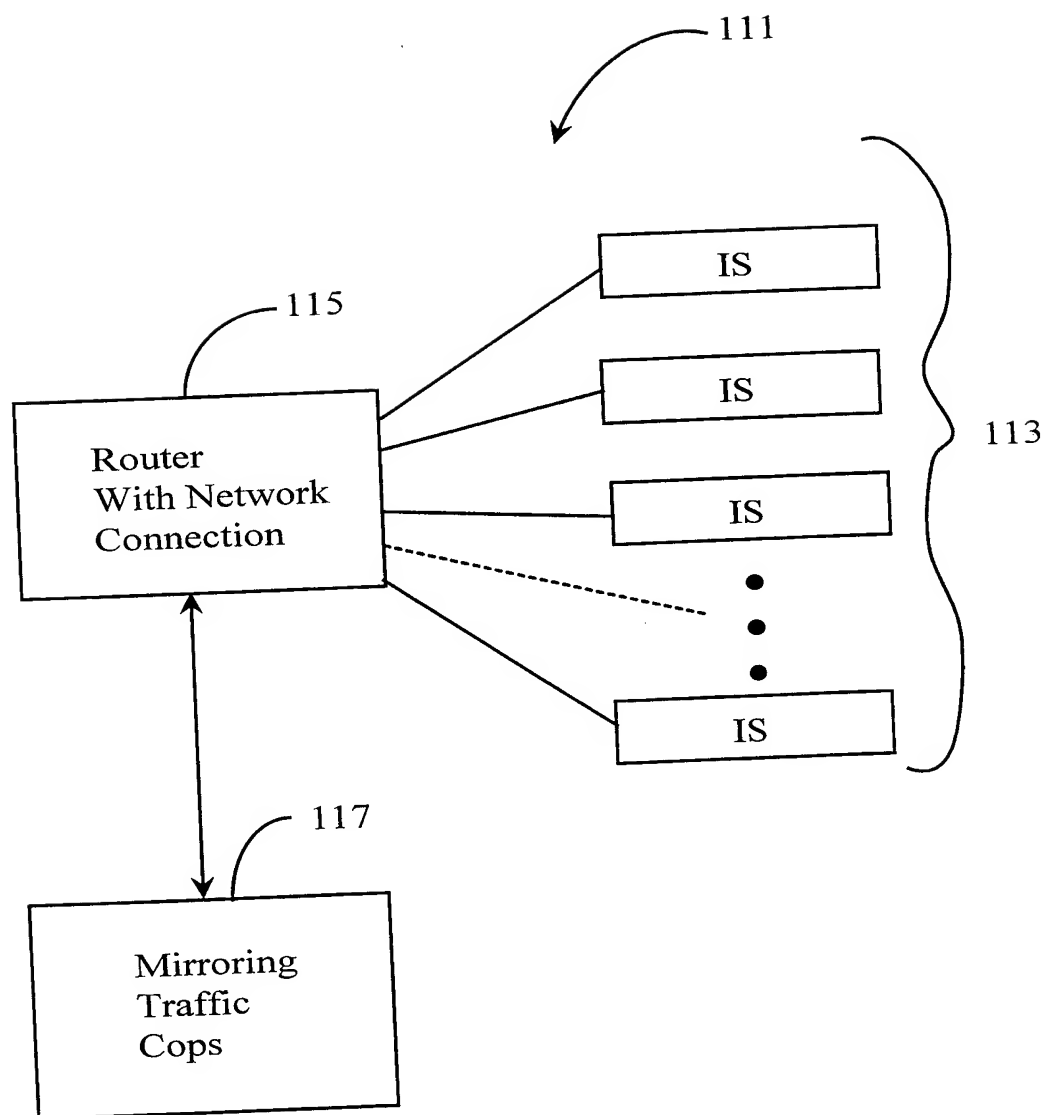 111
IS
115
IS
113
Router
With Network
Connection
IS
IS
117
Mirroring
Traffic
Cops